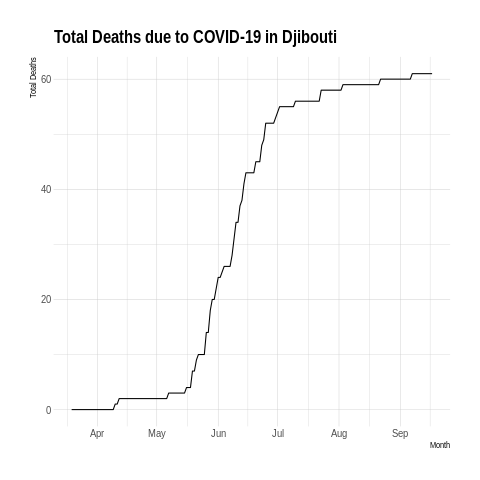 Total Deaths due to COVID-19 in Djibouti
Total Deaths
60
40
20
0
Apr May Jun Jul Aug Sep
Month